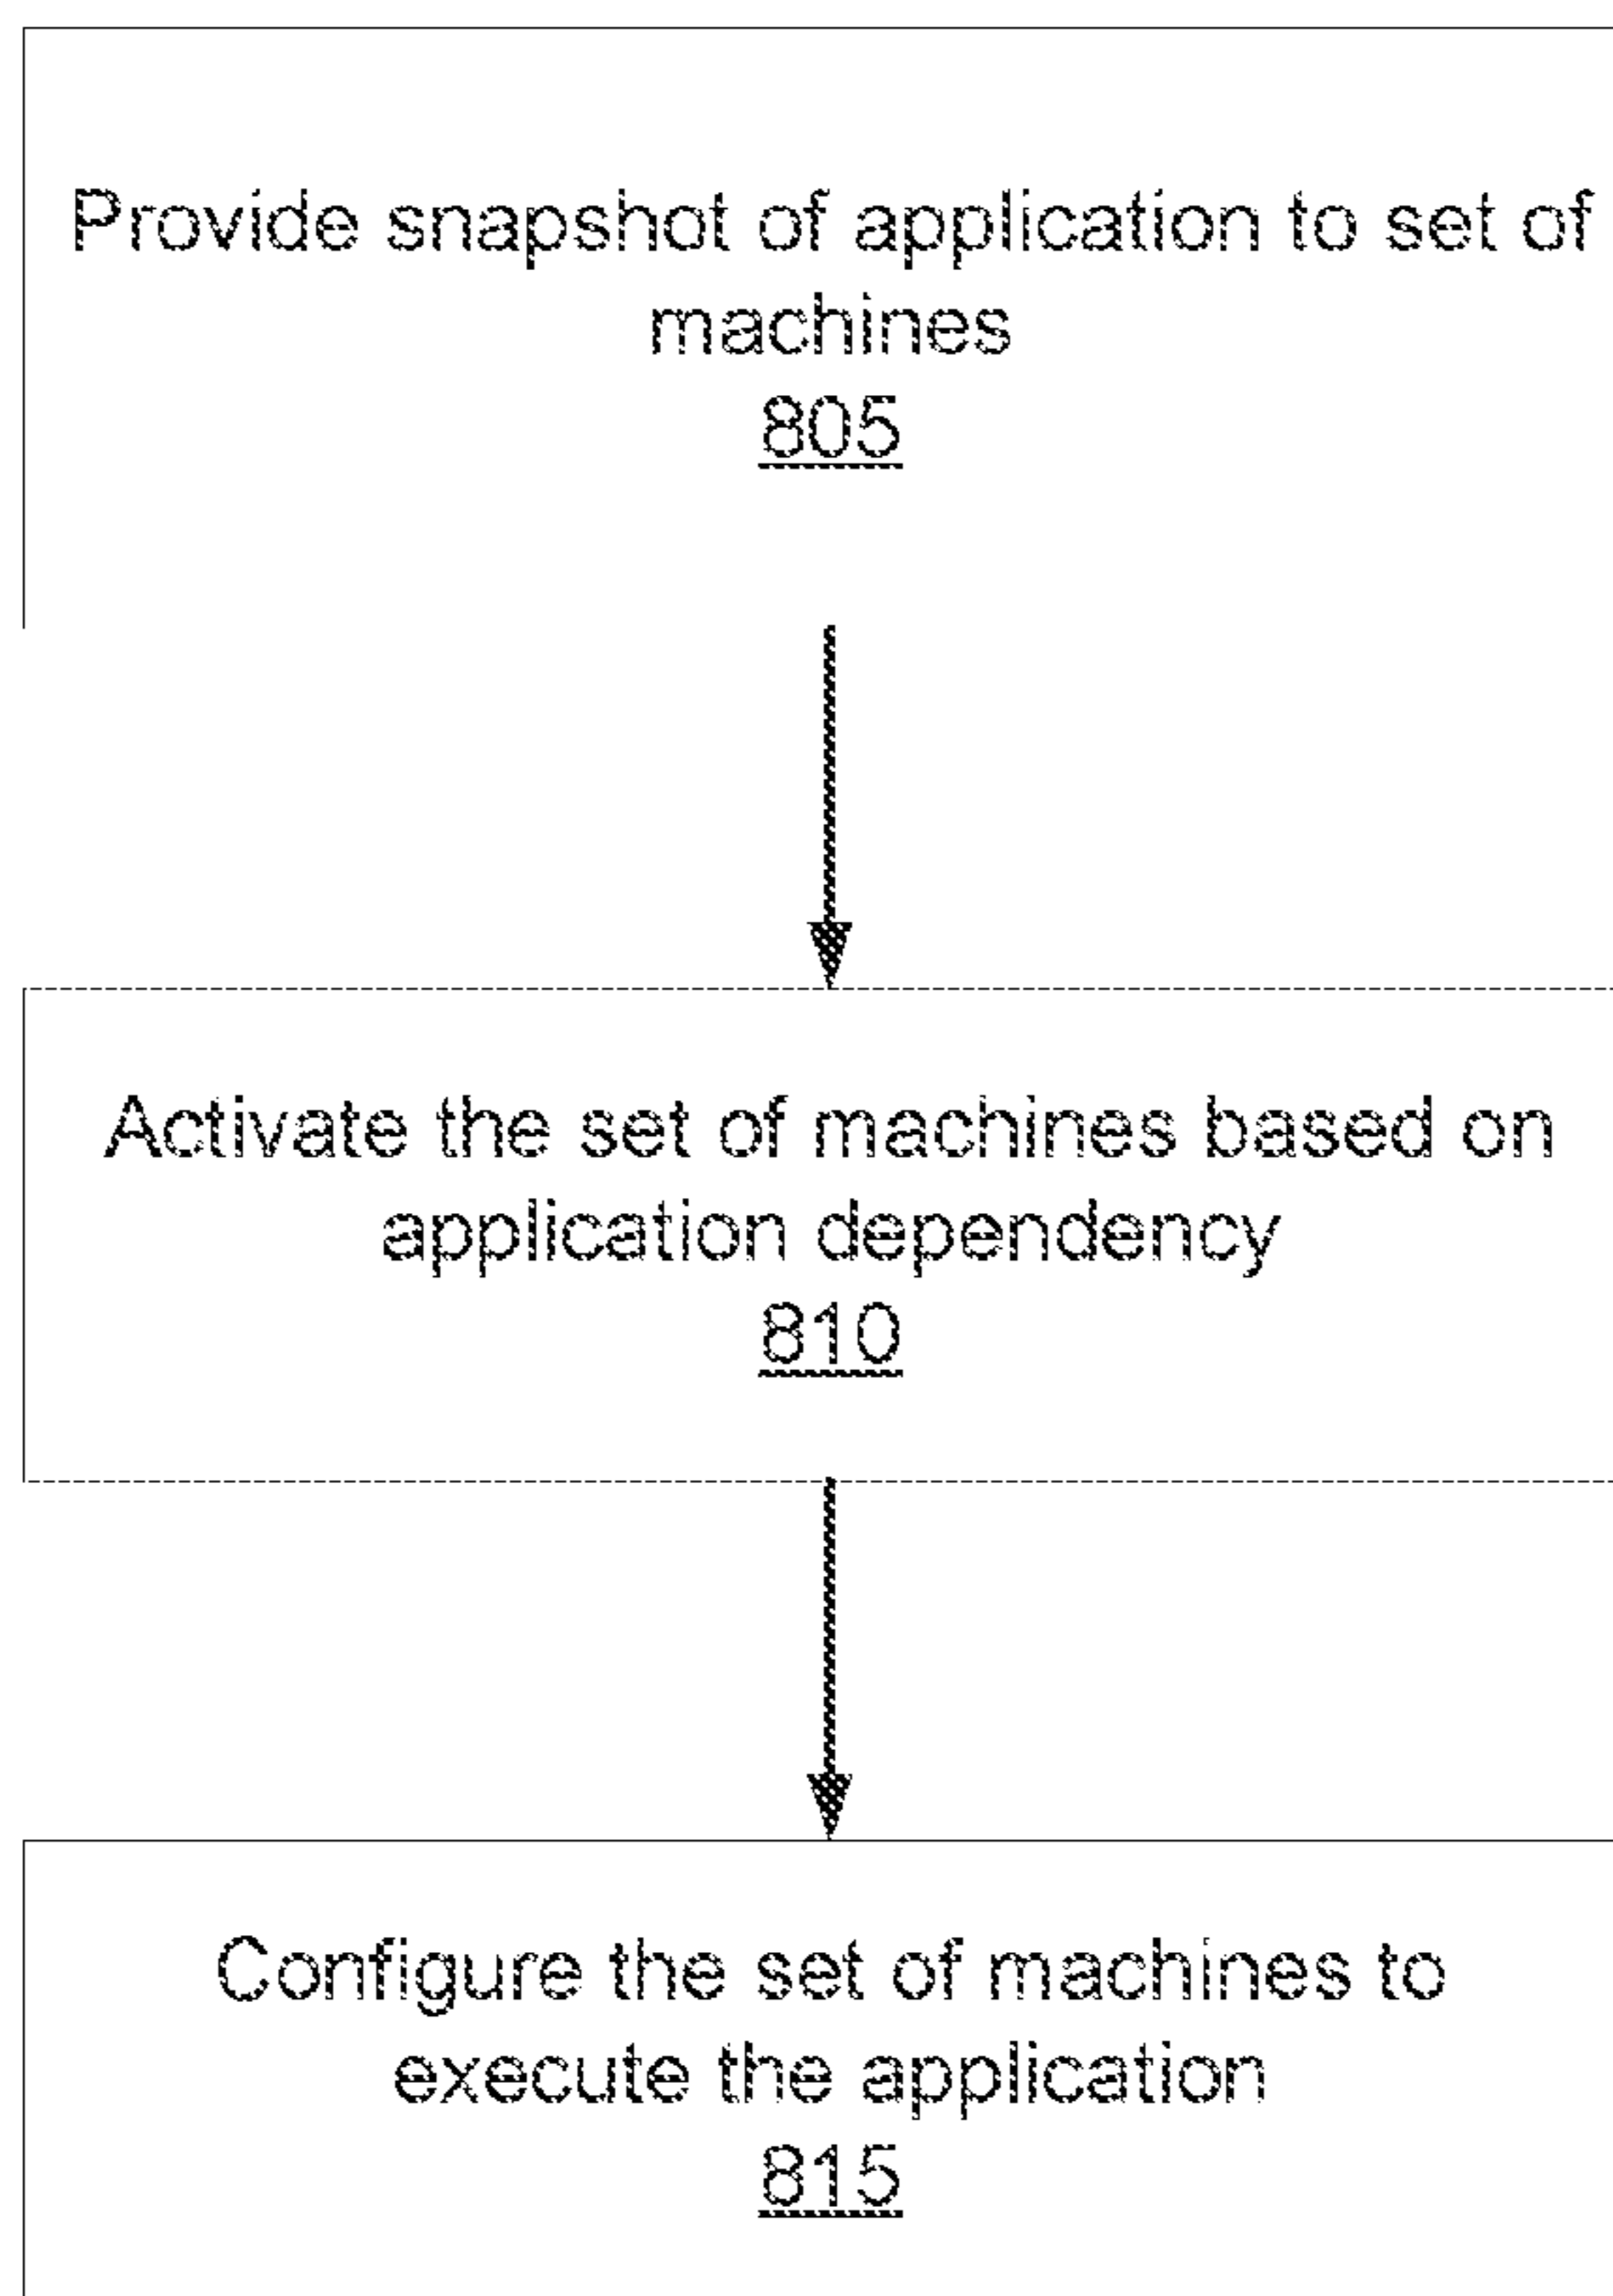 Provide snapshot of application to set of
machines
805
Activate the set of machines based on
application dependency
810
Configure the set of machines to
execute the application
815